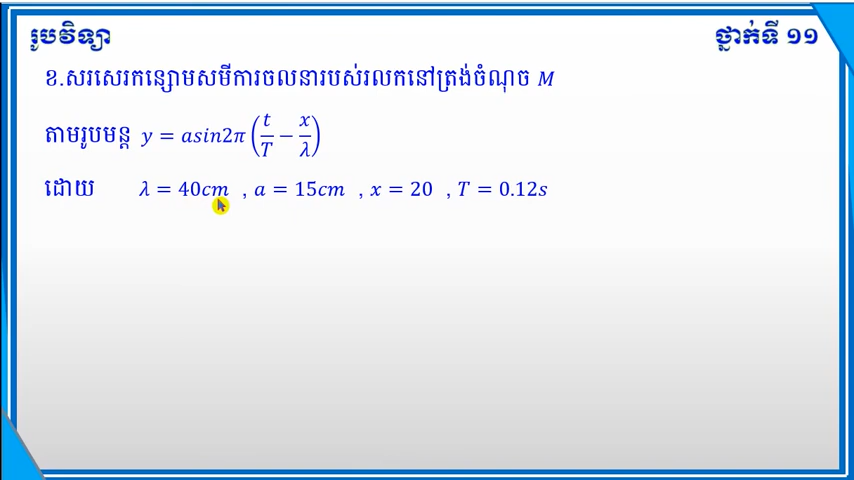 រូបវិទ្យា ថ្នាក់ទី ១១
ខ.សរសេរកន្សោមសមីការចលនារបស់រលកនៅត្រង់ចំណុច M
តាមរូបមន្ត y = asin2π (t/T − x/λ)
ដោយ λ = 40cm , a = 15cm , x = 20 , T = 0.12s